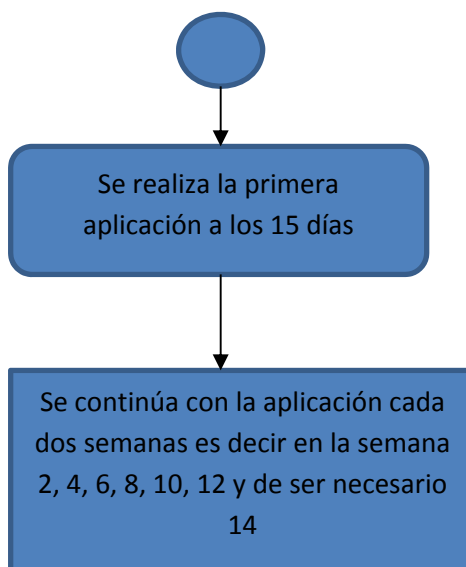 Se realiza la primera
aplicación a los 15 días
Se continúa con la aplicación cada
dos semanas es decir en la semana
2, 4, 6, 8, 10, 12 y de ser necesario
14